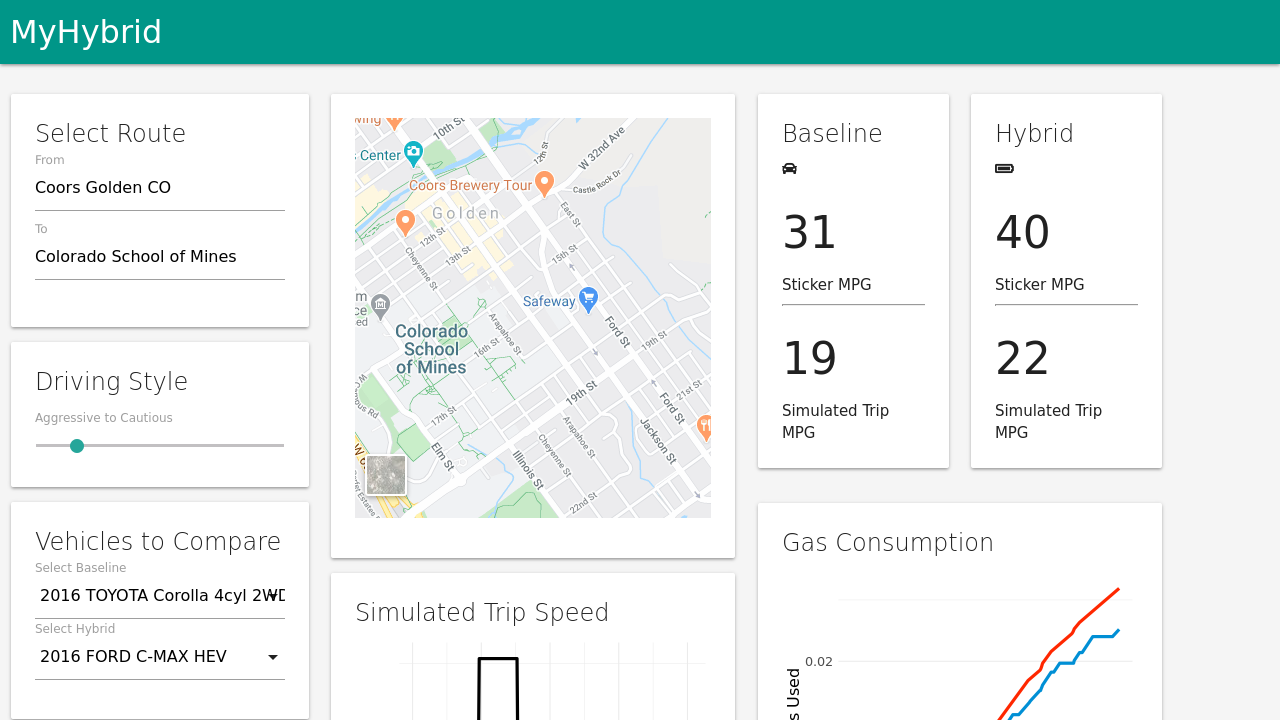 MyHybrid
Select Route
From
Coors Golden CO
To
Colorado School of Mines
Driving Style
Aggressive to Cautious
Vehicles to Compare
Select Baseline
2016 TOYOTA Corolla 4cyl 2WD
Select Hybrid
2016 FORD C-MAX HEV
10th St
12th St
W 32nd Ave
Center
Castle Rock Dr
Coors Brewery Tour
East St
Golden
12th St
13th St
15th St
Cheyenne St
Safeway
Ford St
Arapahoe St
19th St
Colorado
School
of Mines
16th St
21st St
19th St
Ford St
17th St
Jackson St
Elm St
Illinois St
Cheyenne St
Arapahoe St
22nd St
Simulated Trip Speed
Baseline
31
Sticker MPG
19
Simulated Trip
MPG
Hybrid
40
Sticker MPG
22
Simulated Trip
MPG
Gas Consumption
0.02
s Used